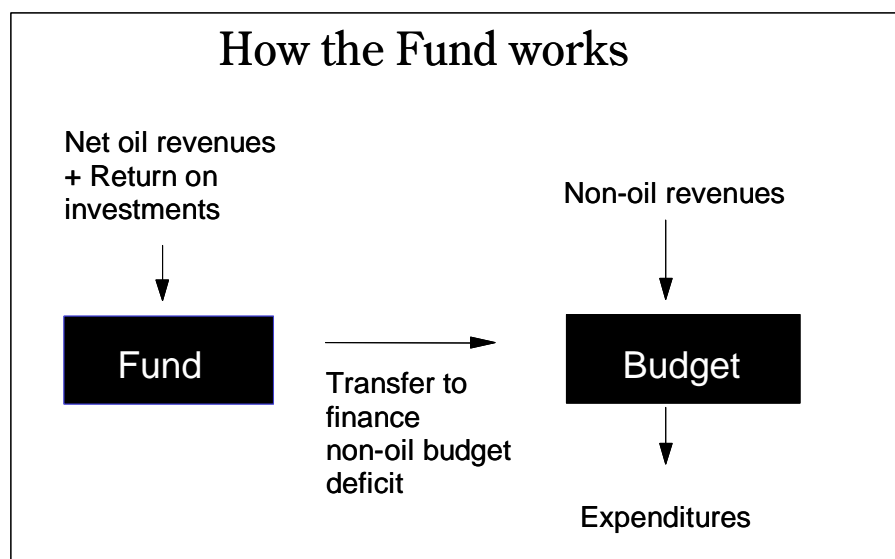 How the Fund works
Net oil revenues
+ Return on
investments
Non-oil revenues
Fund
Transfer to
finance
non-oil budget
deficit
Budget
Expenditures